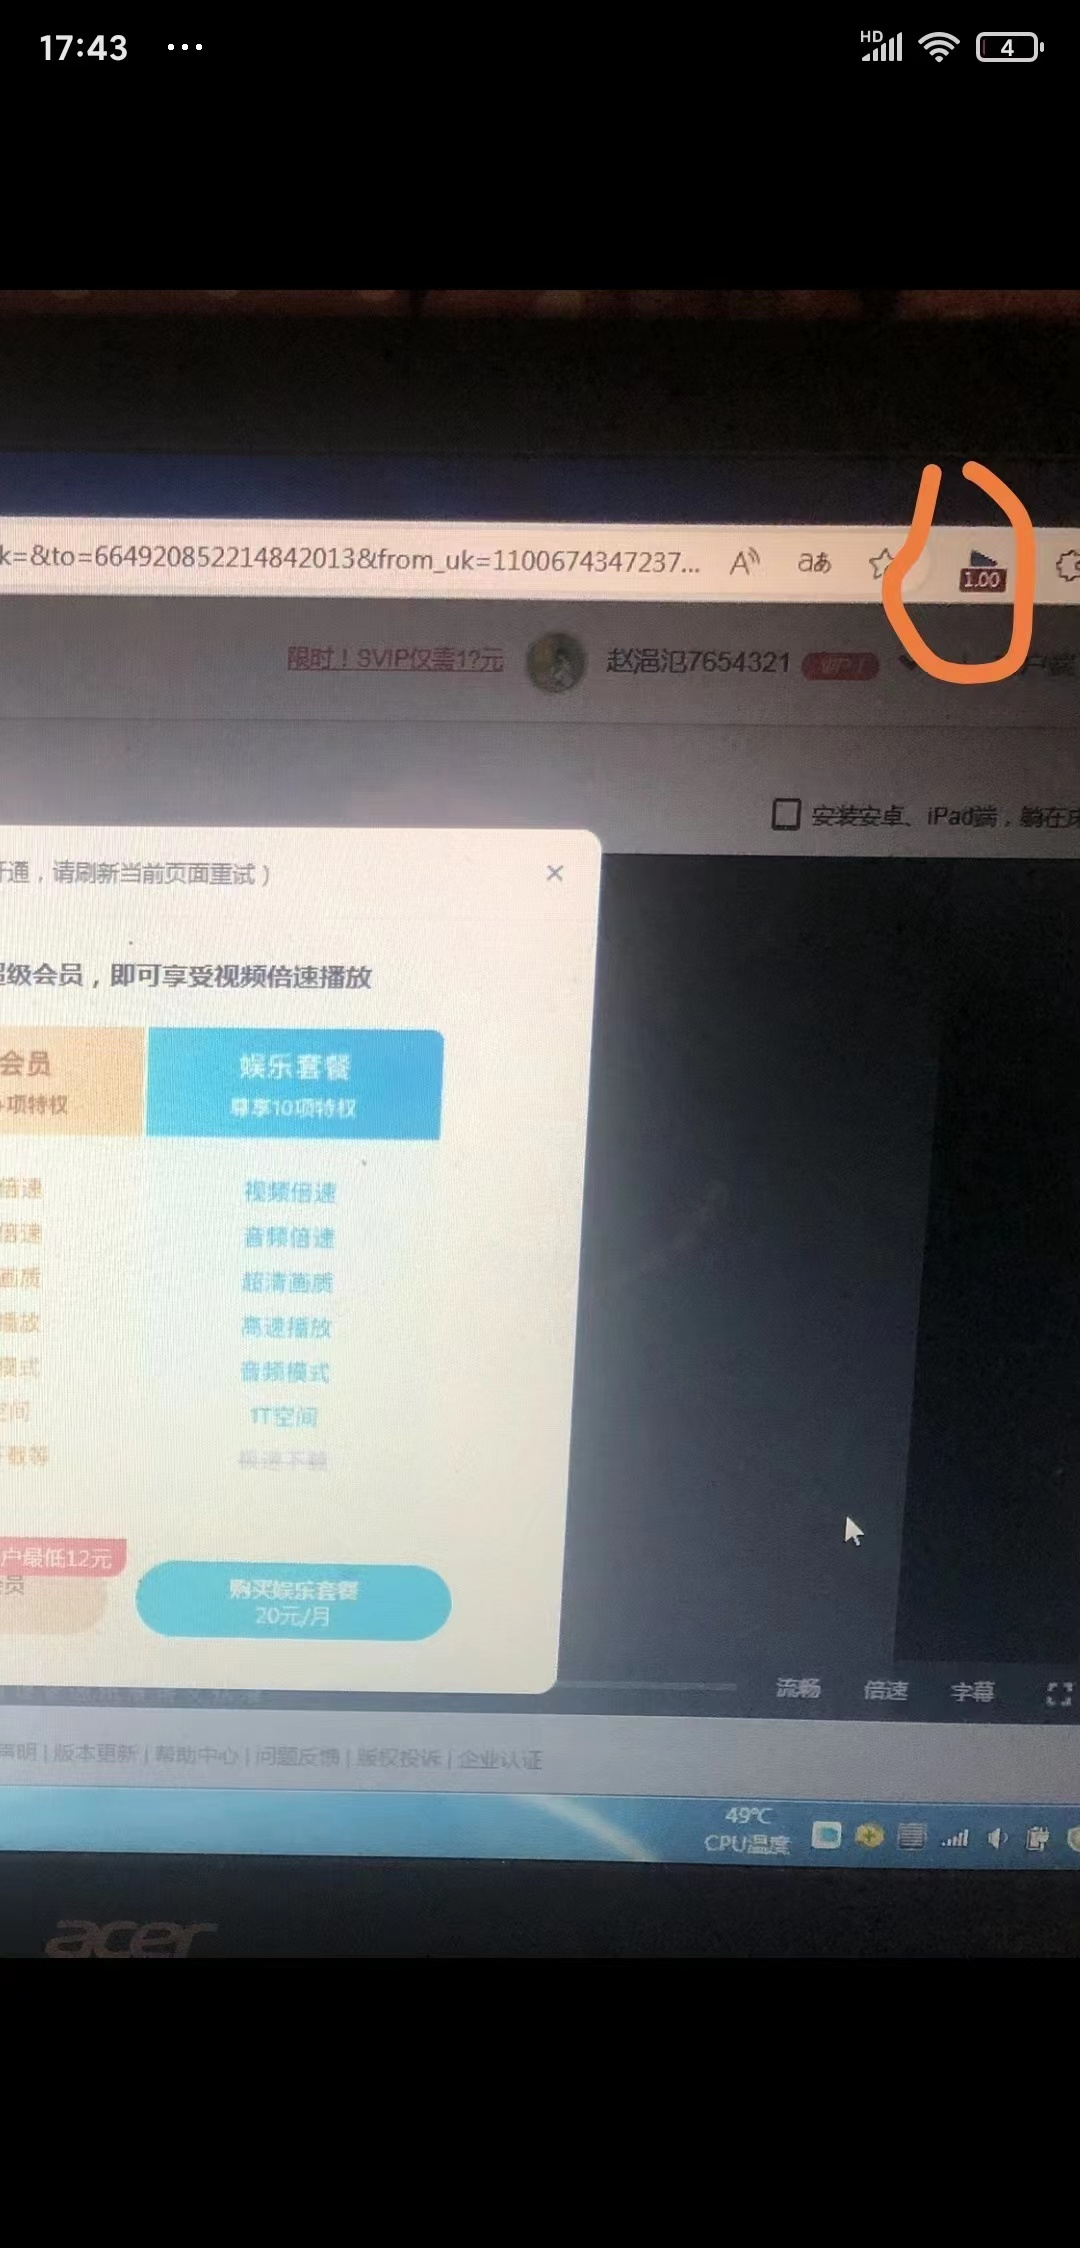 17:43
HD
4
k=&to=664920852214842013&from_uk=1100674347237...
A
aあ
1.00
限时！SVIP仅需12元
赵浥氾7654321
安装安卓、iPad端，躺在
开通，请刷新当前页面重试）
超级会员，即可享受视频倍速播放
会员
项特权
娱乐套餐
尊享10项特权
倍速
倍速
画质
播放
模式
空间
下载等
视频倍速
音频倍速
超清画质
高速播放
音频模式
1T空间
极速下载
户最低12元
员
购买娱乐套餐
20元/月
流畅
倍速
字幕
声明 | 版本更新 | 帮助中心 | 问题反馈 | 版权投诉 | 企业认证
49℃
CPU温度
acer